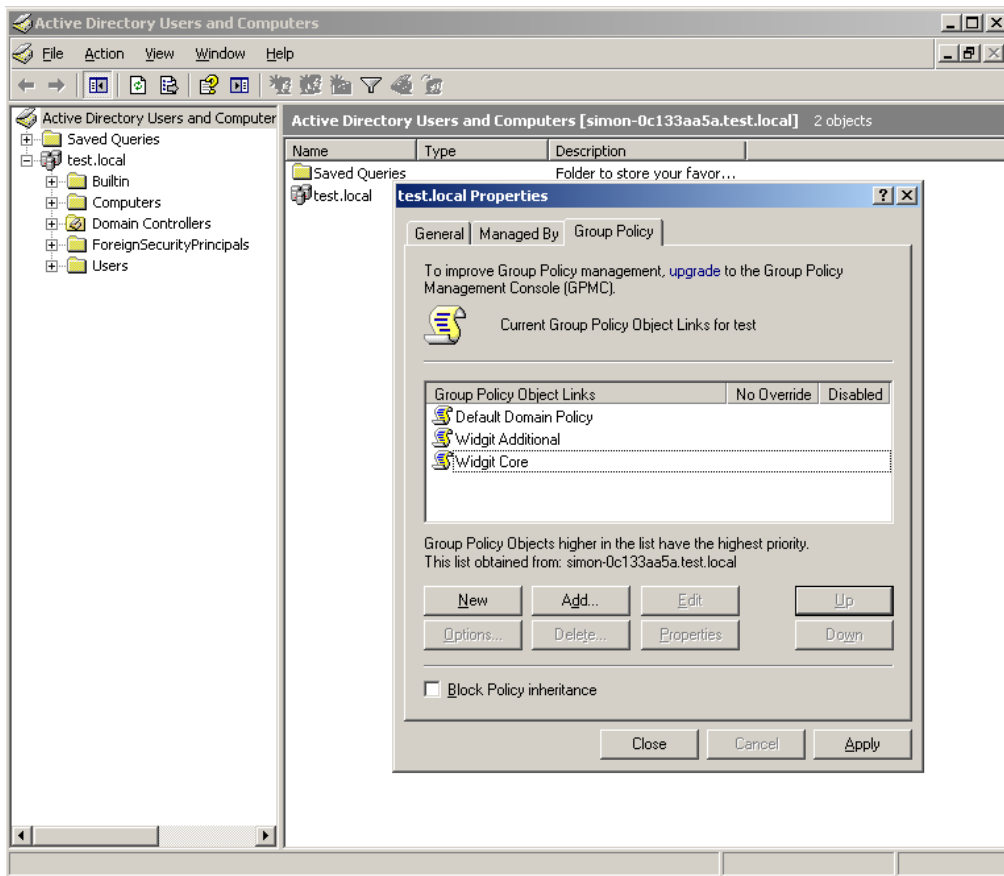 Active Directory Users and Computers
File Action View Window Help
Active Directory Users and Computer
Saved Queries
test.local
Builtin
Computers
Domain Controllers
ForeignSecurityPrincipals
Users
Active Directory Users and Computers [simon-0c133aa5a.test.local] 2 objects
Name Type Description
Saved Queries Folder to store your favor...
test.local
test.local Properties
General Managed By Group Policy
To improve Group Policy management, upgrade to the Group Policy
Management Console (GPMC).
Current Group Policy Object Links for test
Group Policy Object Links No Override Disabled
Default Domain Policy
Widgit Additional
Widgit Core
Group Policy Objects higher in the list have the highest priority.
This list obtained from: simon-0c133aa5a.test.local
New Add... Edit Up
Options... Delete... Properties Down
Block Policy inheritance
Close Cancel Apply